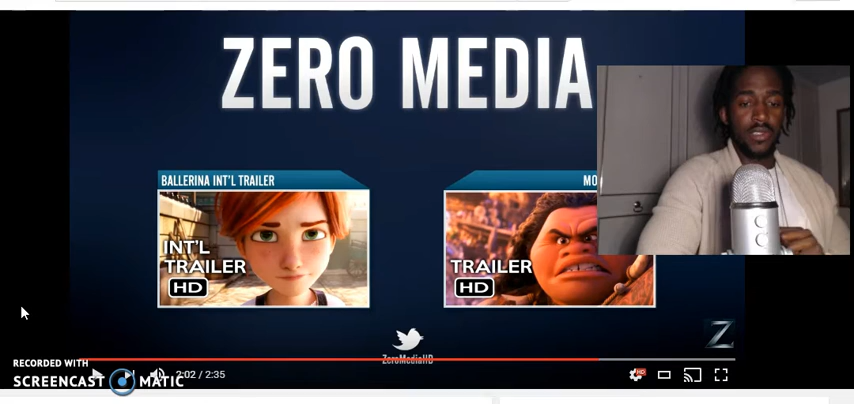 ZERO MEDIA
BALLERINA INT'L TRAILER
MO
INT'L
TRAILER
HD
TRAILER
HD
Z
ZeroMediaHD
RECORDED WITH
SCREENCAST MATIC
2:02 / 2:35
HD